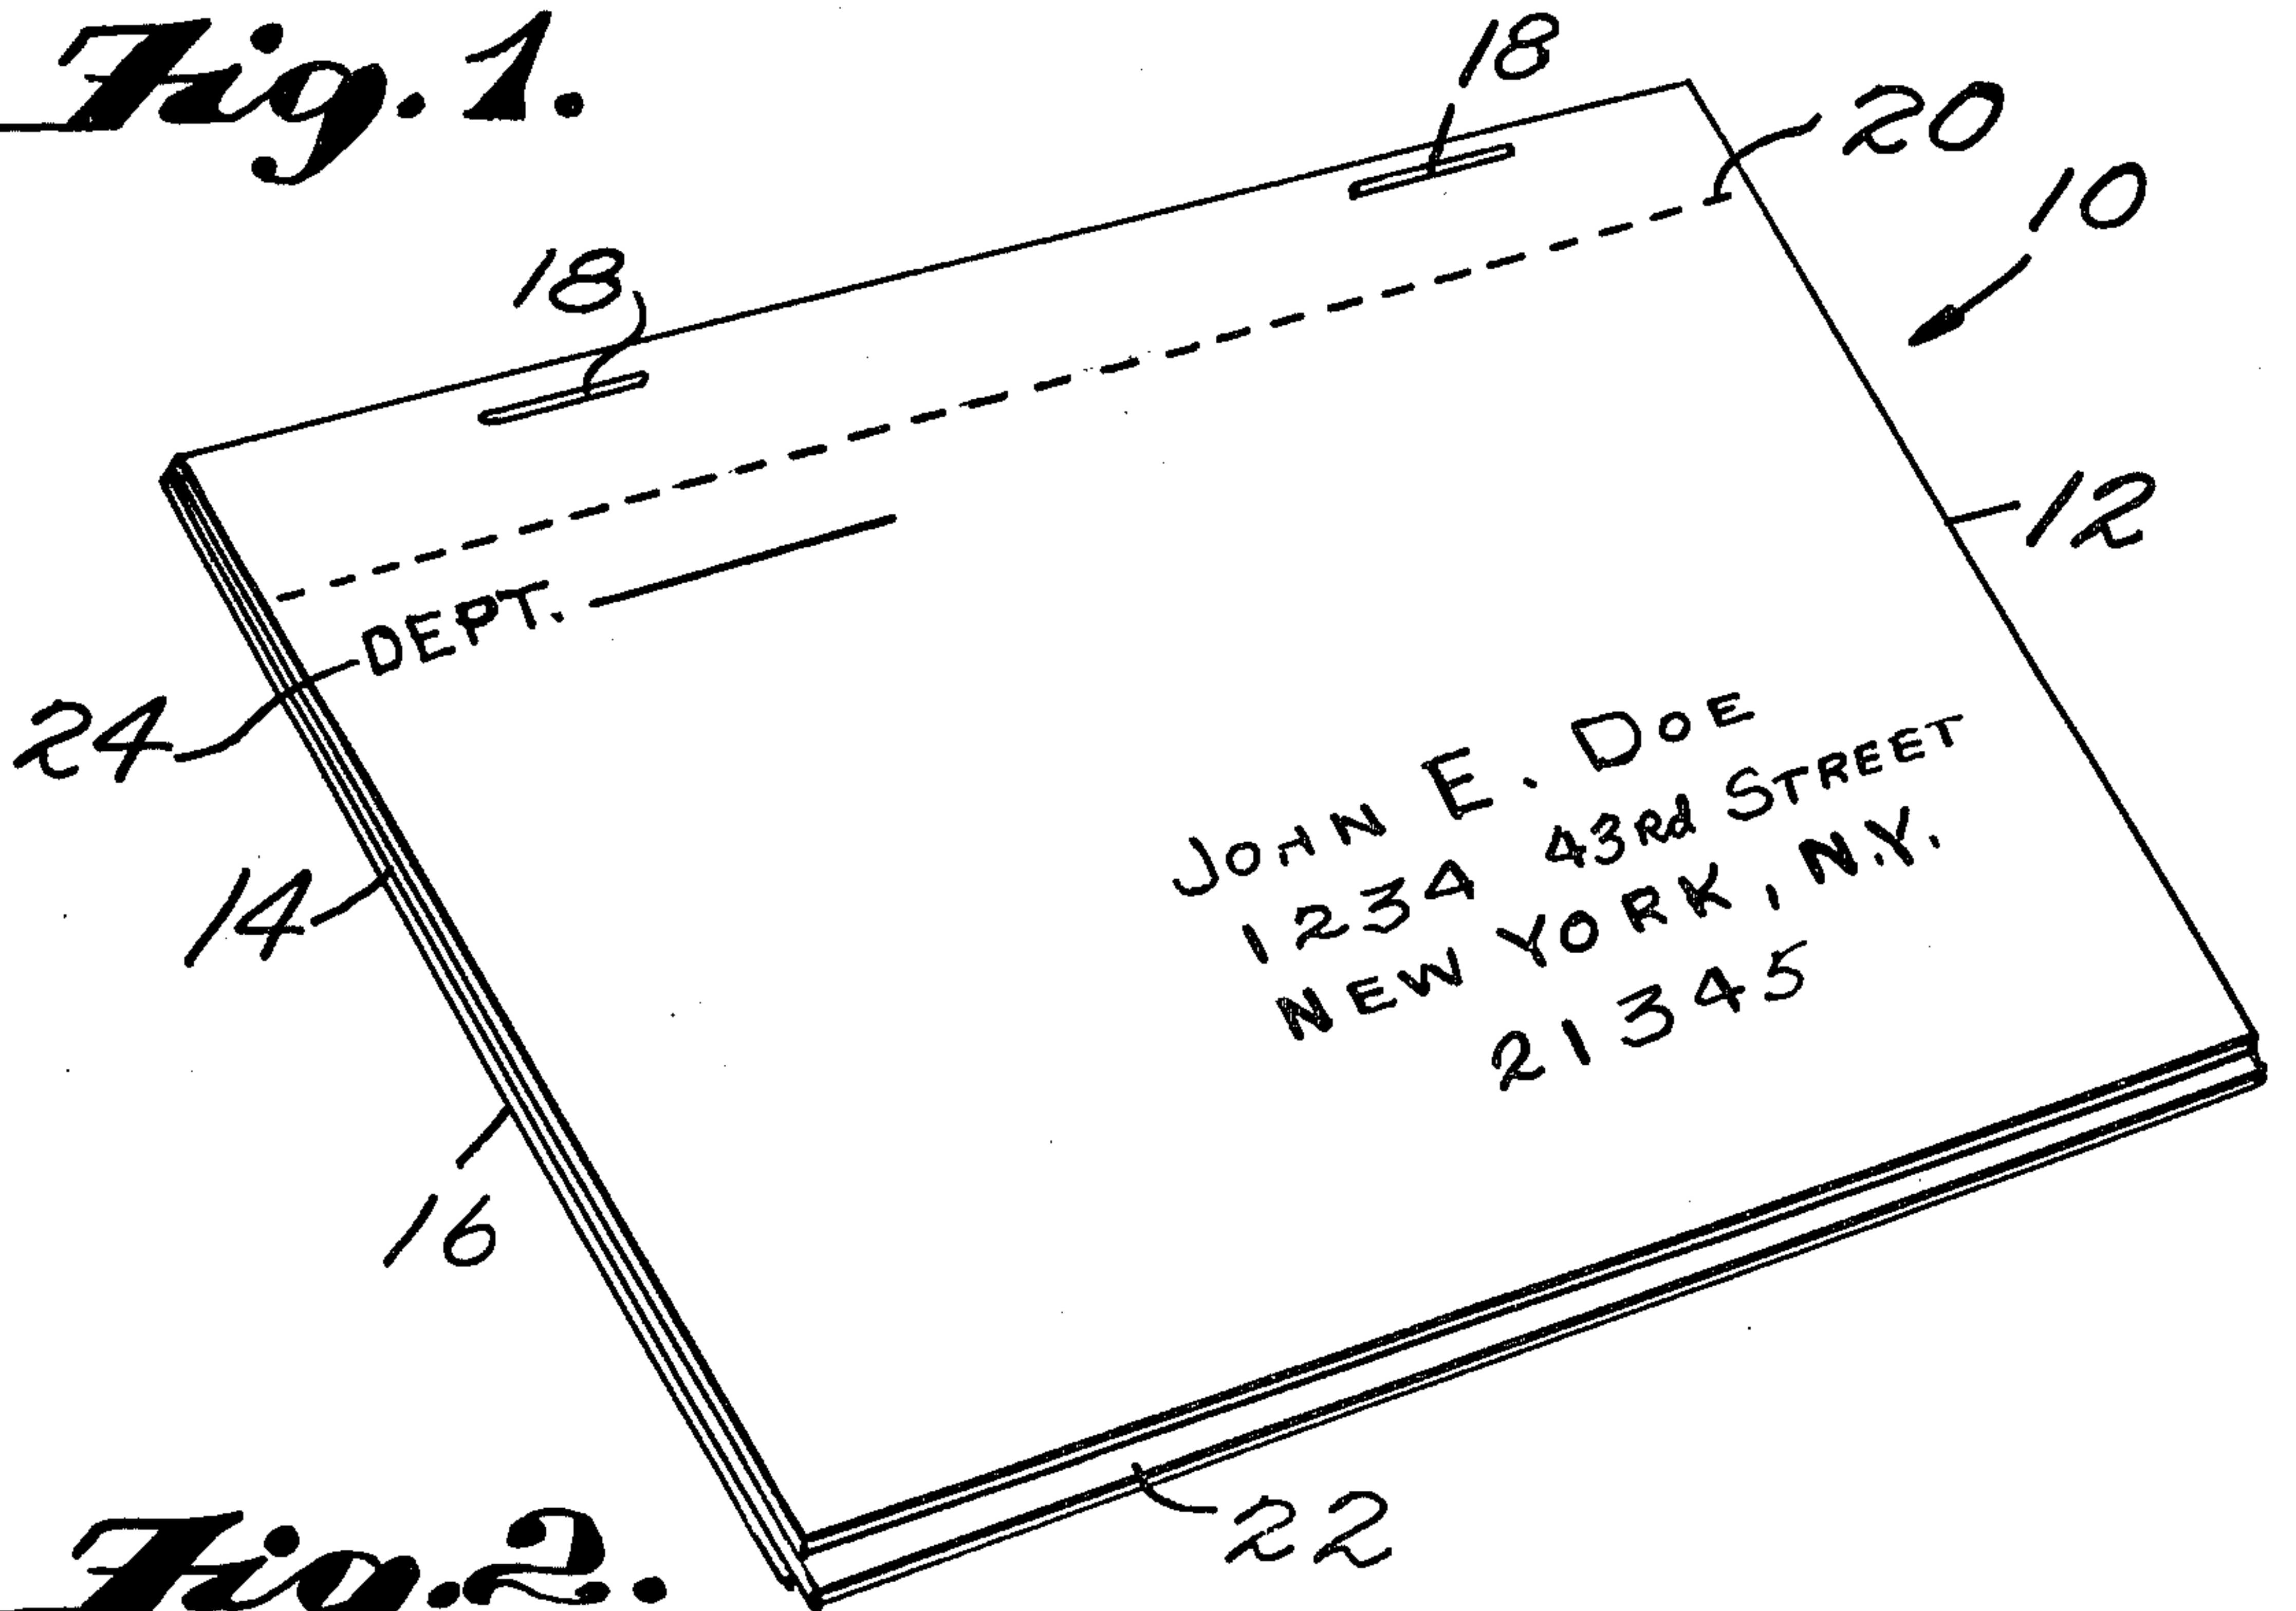 Fig. 1.
18
20
10
18
12
DEPT.
24
JOHN E. DOE
1234 43Rd STREET
NEW YORK, N.Y.
21345
14
16
22
Fig. 2.